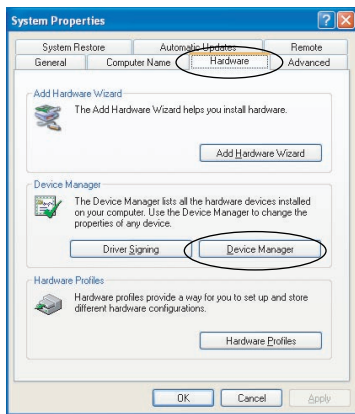 System Properties
System Restore Automatic Updates Remote
General Computer Name Hardware Advanced
Add Hardware Wizard
The Add Hardware Wizard helps you install hardware.
Add Hardware Wizard
Device Manager
The Device Manager lists all the hardware devices installed
on your computer. Use the Device Manager to change the
properties of any device.
Driver Signing Device Manager
Hardware Profiles
Hardware profiles provide a way for you to set up and store
different hardware configurations.
Hardware Profiles
OK Cancel Apply